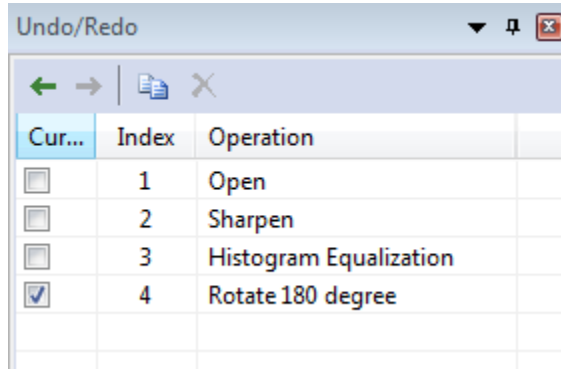 Undo/Redo
Cur... Index Operation
1 Open
2 Sharpen
3 Histogram Equalization
4 Rotate 180 degree